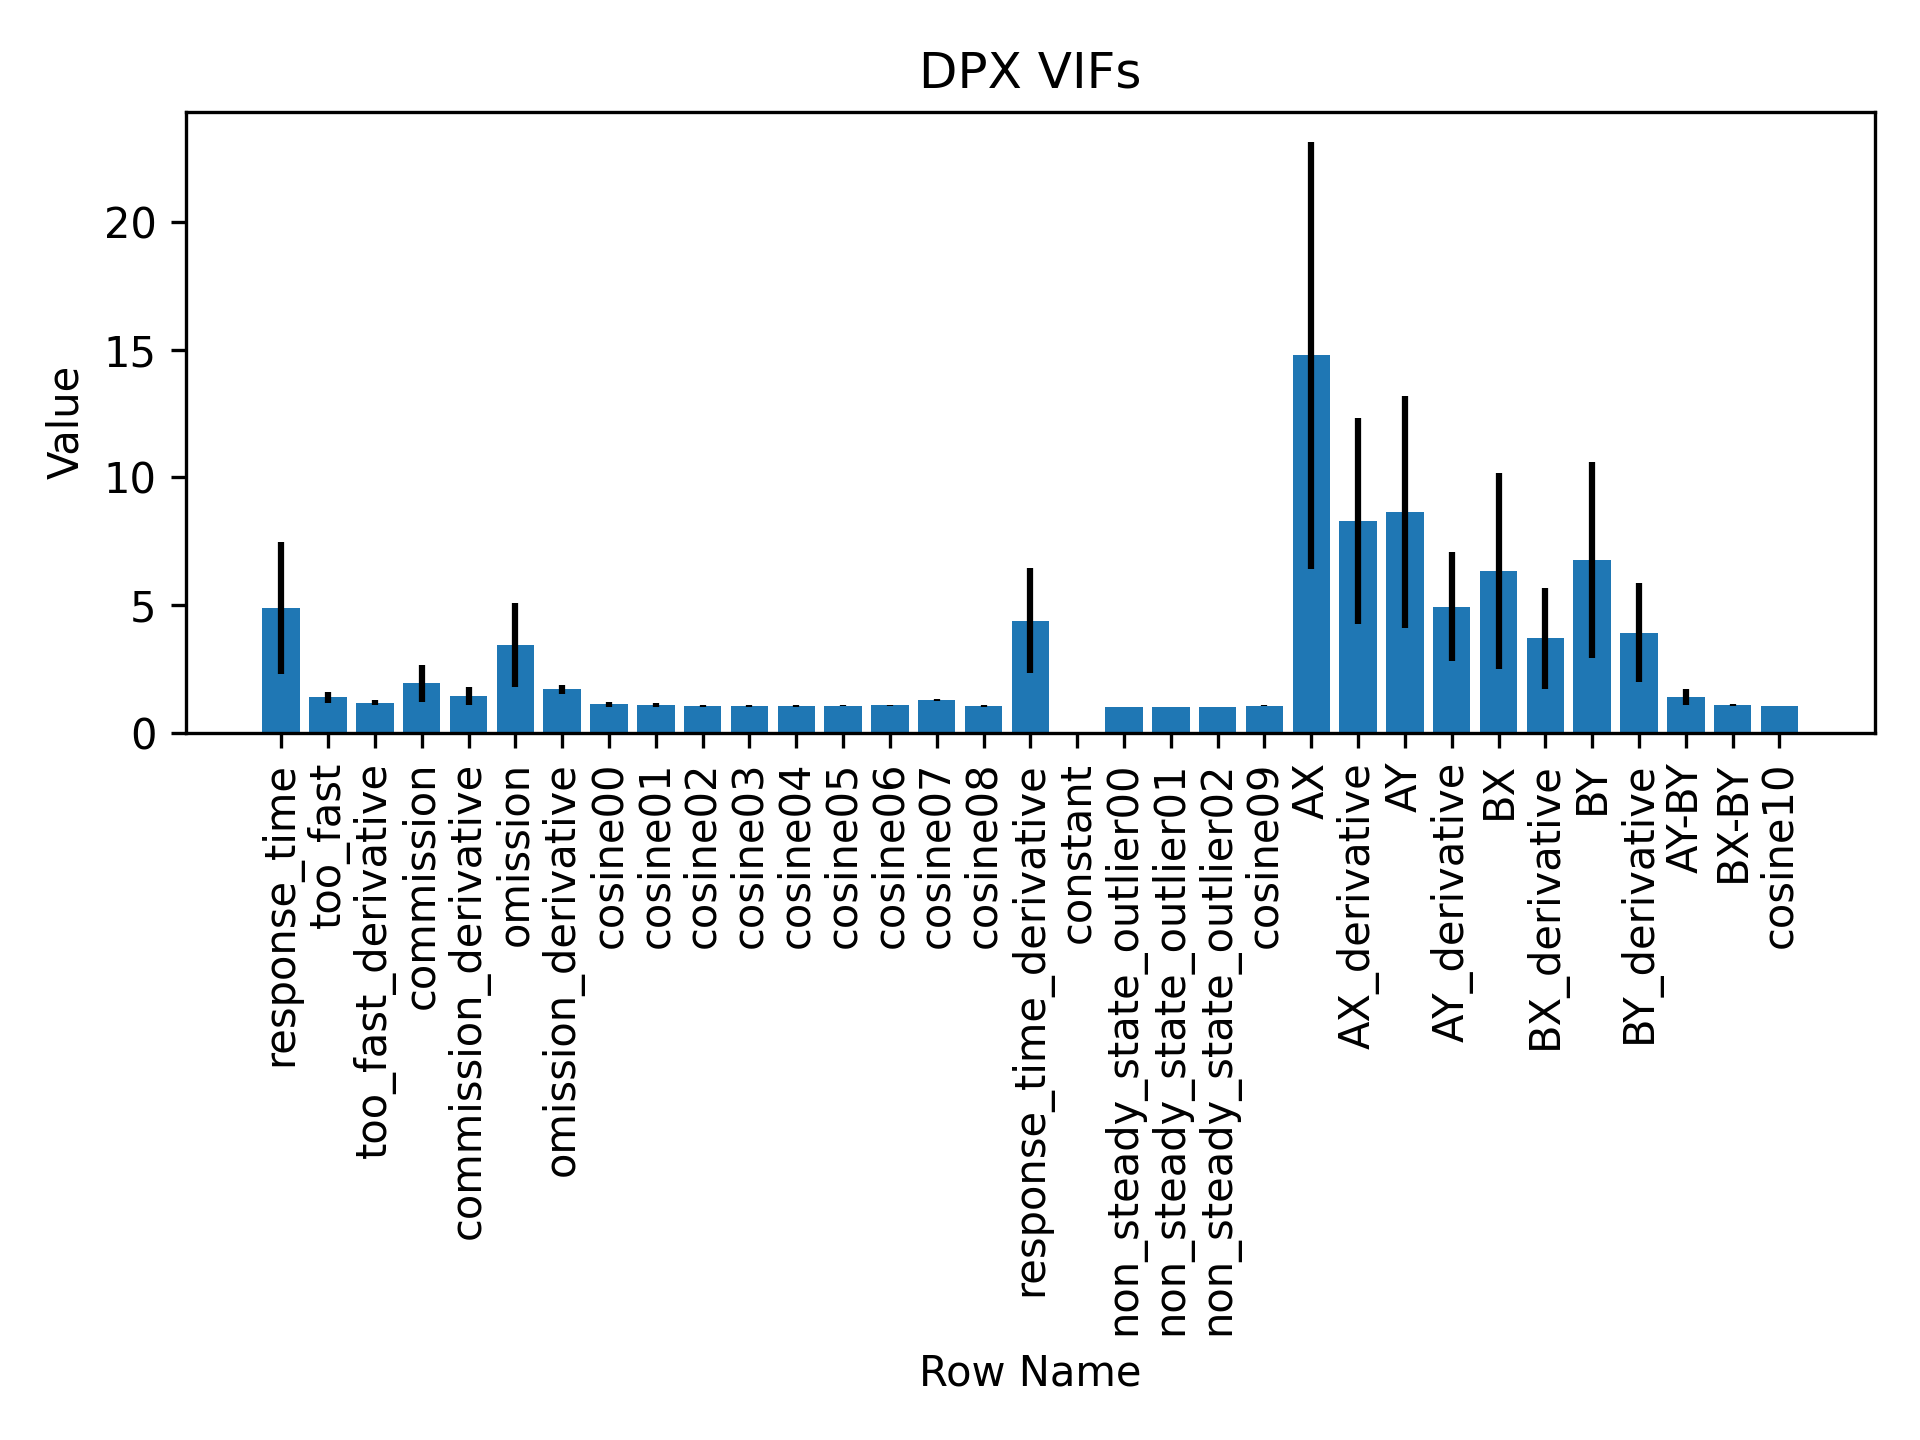 DPX VIFs
Value
20
15
10
5
0
response_time
too_fast
too_fast_derivative
commission
commission_derivative
omission
omission_derivative
cosine00
cosine01
cosine02
cosine03
cosine04
cosine05
cosine06
cosine07
cosine08
response_time_derivative
constant
non_steady_state_outlier00
non_steady_state_outlier01
non_steady_state_outlier02
cosine09
AX
AX_derivative
AY
AY_derivative
BX
BX_derivative
BY
BY_derivative
AY-BY
BX-BY
cosine10
Row Name